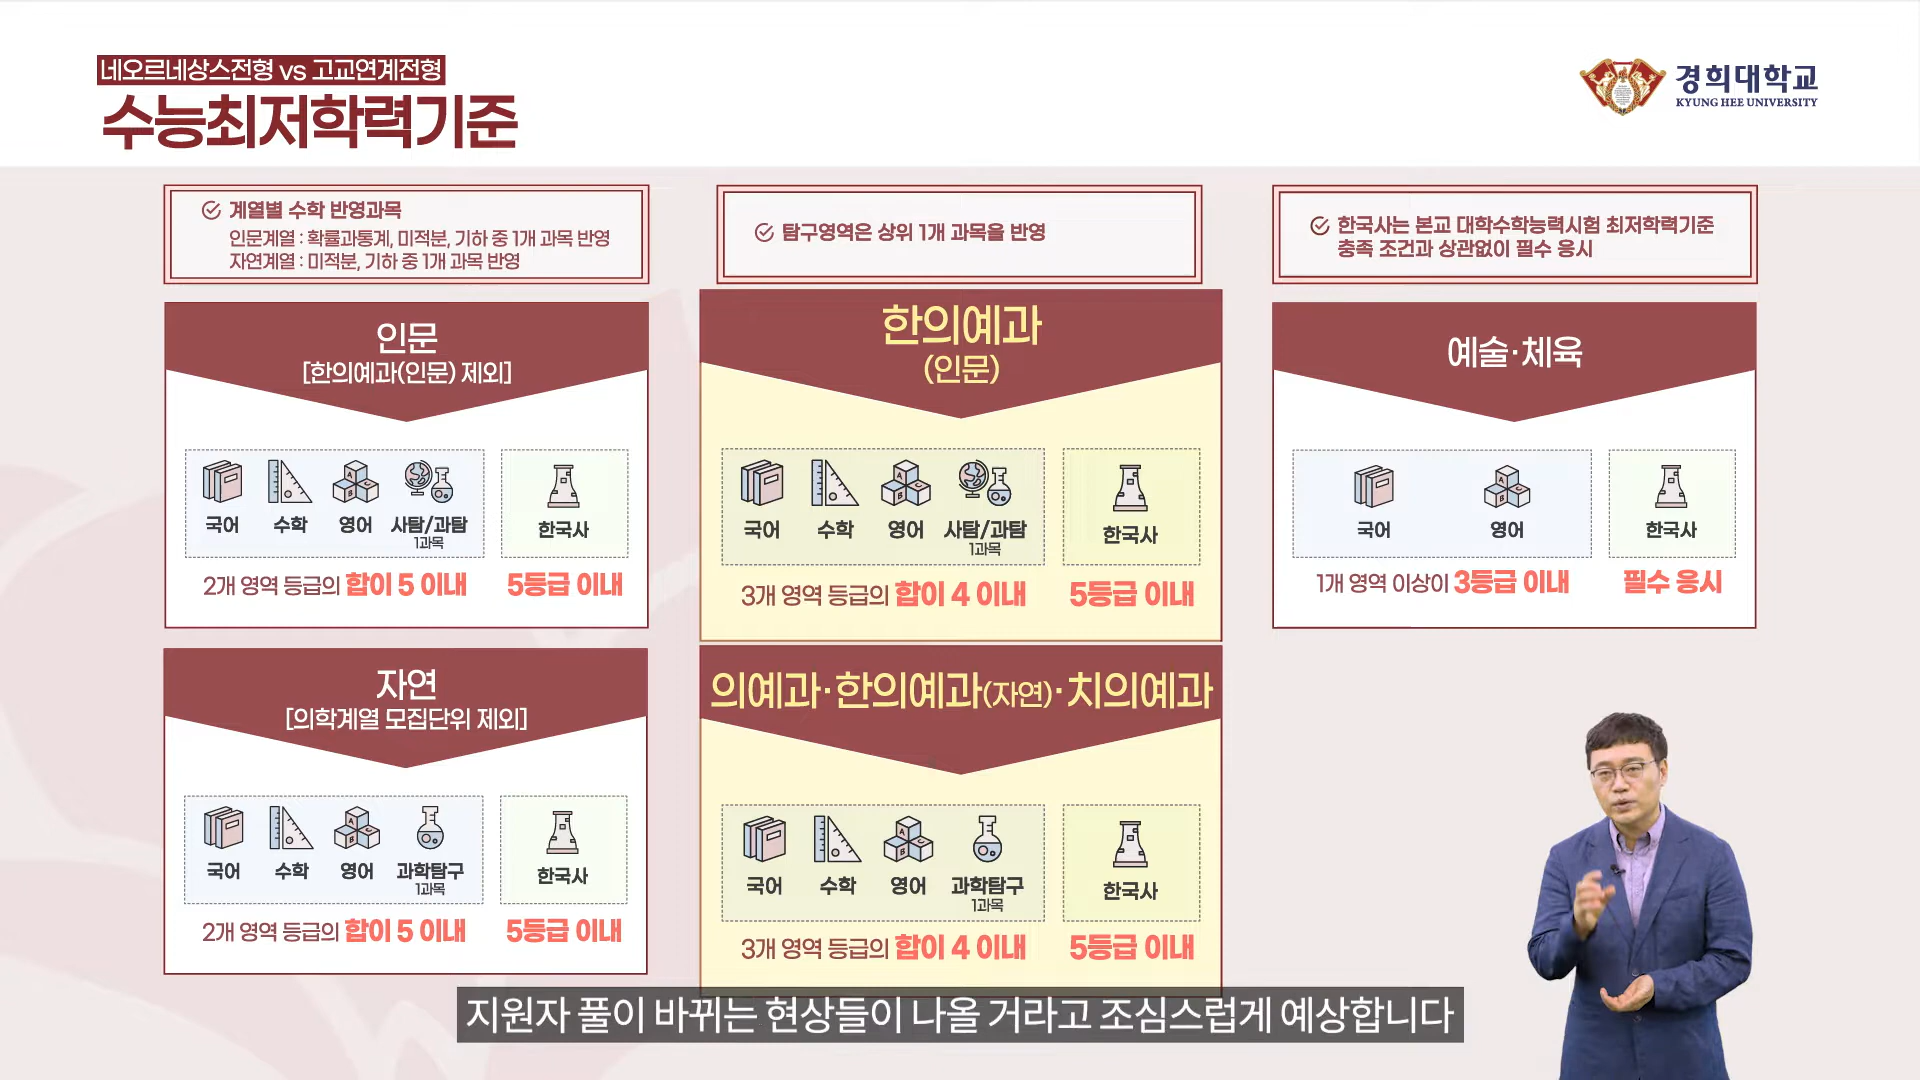 네오르네상스전형 vs 고교연계전형
수능최저학력기준
경희대학교
KYUNG HEE UNIVERSITY
계열별 수학 반영과목
인문계열 : 확률과통계, 미적분, 기하 중 1개 과목 반영
자연계열 : 미적분, 기하 중 1개 과목 반영
탐구영역은 상위 1개 과목을 반영
한국사는 본교 대학수학능력시험 최저학력기준
충족 조건과 상관없이 필수 응시
인문
[한의예과(인문) 제외]
국어 수학 영어 사탐/과탐 한국사
1과목
2개 영역 등급의 합이 5 이내 5등급 이내
한의예과
(인문)
국어 수학 영어 사탐/과탐 한국사
1과목
3개 영역 등급의 합이 4 이내 5등급 이내
예술·체육
국어 영어 한국사
1개 영역 이상이 3등급 이내 필수 응시
자연
[의학계열 모집단위 제외]
국어 수학 영어 과학탐구 한국사
1과목
2개 영역 등급의 합이 5 이내 5등급 이내
의예과·한의예과(자연)·치의예과
국어 수학 영어 과학탐구 한국사
1과목
3개 영역 등급의 합이 4 이내 5등급 이내
지원자 풀이 바뀌는 현상들이 나올 거라고 조심스럽게 예상합니다